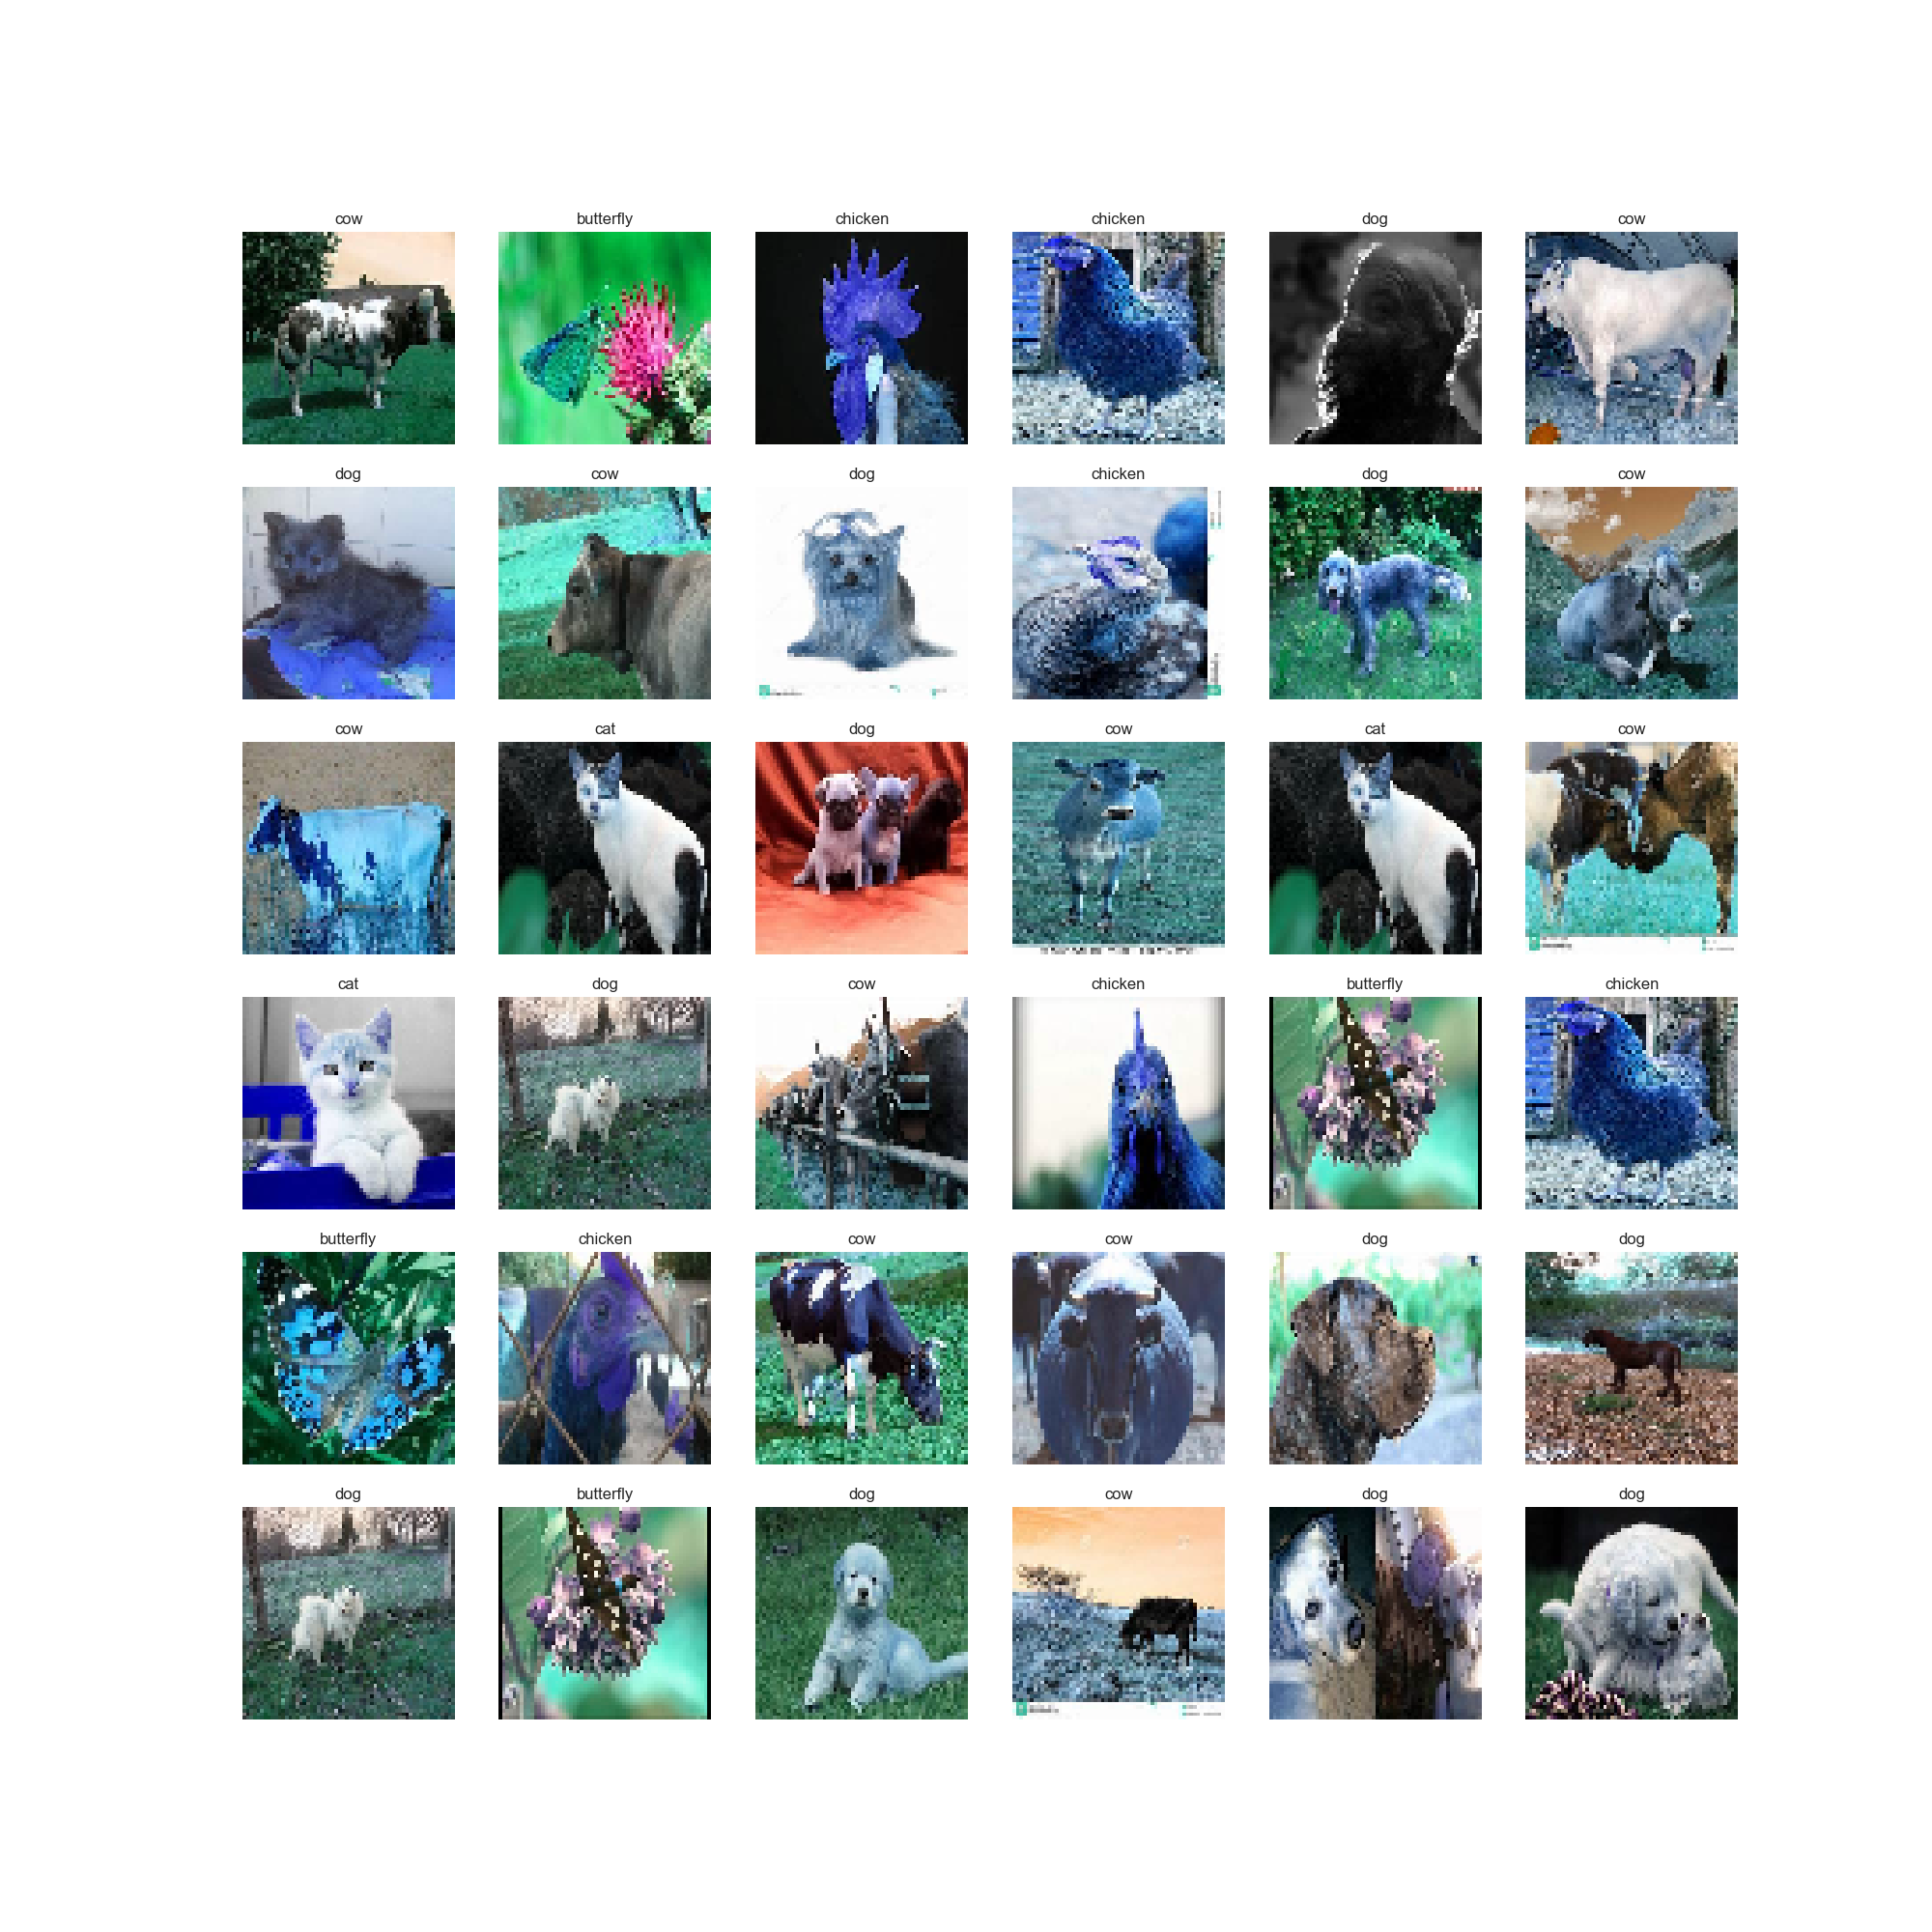 cow butterfly chicken chicken dog cow
dog cow dog chicken dog cow
cow cat dog cow cat cow
cat dog cow chicken butterfly chicken
butterfly chicken cow cow dog dog
dog butterfly dog cow dog dog